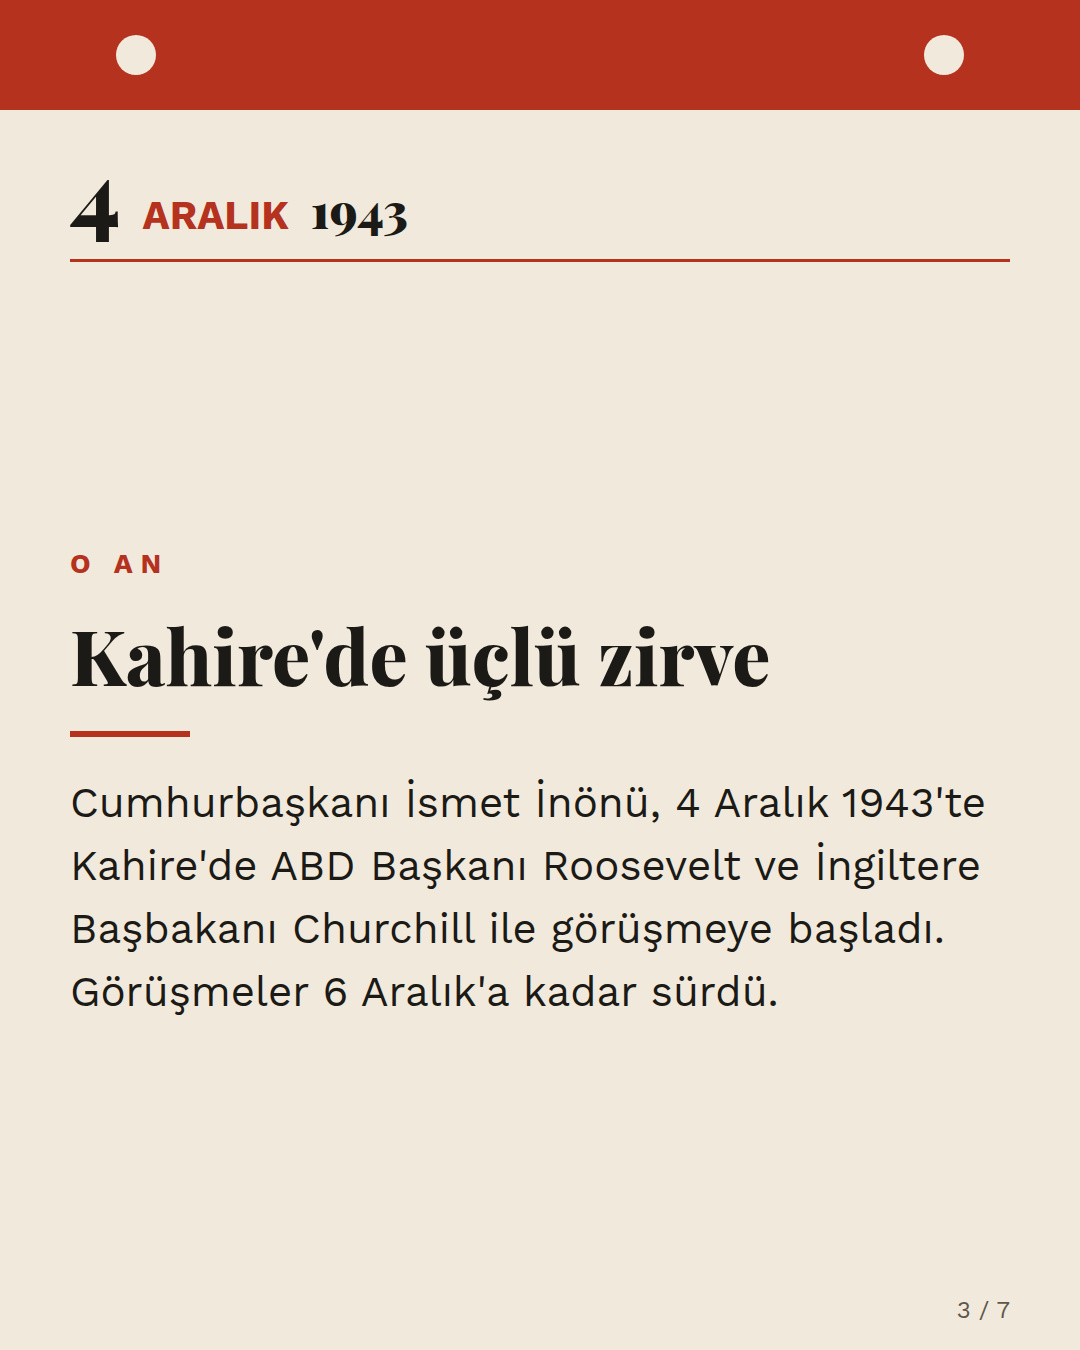 4 ARALIK 1943
O AN
Kahire'de üçlü zirve
Cumhurbaşkanı İsmet İnönü, 4 Aralık 1943'te
Kahire'de ABD Başkanı Roosevelt ve İngiltere
Başbakanı Churchill ile görüşmeye başladı.
Görüşmeler 6 Aralık'a kadar sürdü.
3 / 7